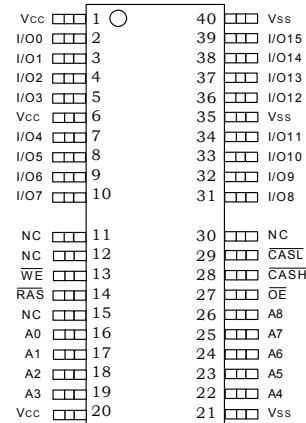 Vcc 1 40 Vss
I/O0 2 39 I/O15
I/O1 3 38 I/O14
I/O2 4 37 I/O13
I/O3 5 36 I/O12
Vcc 6 35 Vss
I/O4 7 34 I/O11
I/O5 8 33 I/O10
I/O6 9 32 I/O9
I/O7 10 31 I/O8
NC 11 30 NC
NC 12 29 CASL
WE 13 28 CASH
RAS 14 27 OE
NC 15 26 A8
A0 16 25 A7
A1 17 24 A6
A2 18 23 A5
A3 19 22 A4
Vcc 20 21 Vss